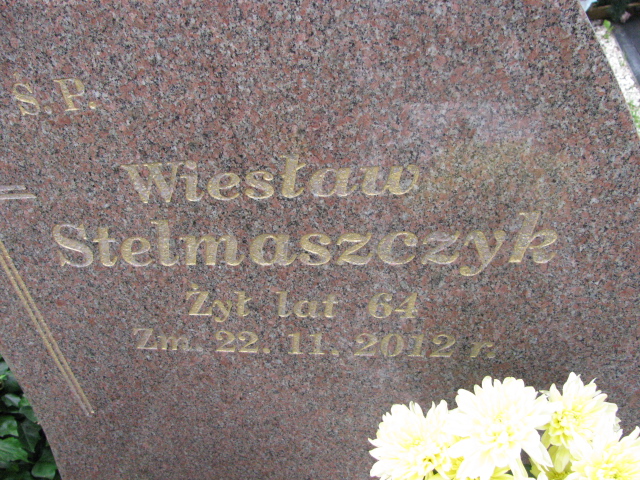 Ś.P.
Wiesław
Stelmaszczyk
Żył lat 64
Zm. 22.11.2012 r.